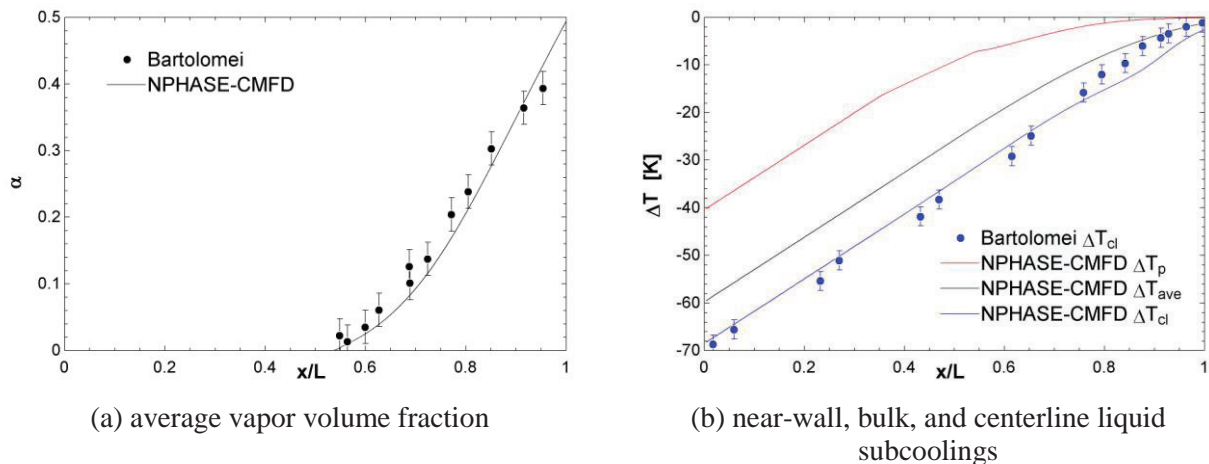 0.5
0.4
0.3
0.2
0.1
0
α
Bartolomei
NPHASE-CMFD
0 0.2 0.4 0.6 0.8 1
x/L
(a) average vapor volume fraction
0
-10
-20
-30
-40
-50
-60
-70
ΔT [K]
Bartolomei ΔTcl
NPHASE-CMFD ΔTp
NPHASE-CMFD ΔTave
NPHASE-CMFD ΔTcl
0 0.2 0.4 0.6 0.8 1
x/L
(b) near-wall, bulk, and centerline liquid
subcoolings